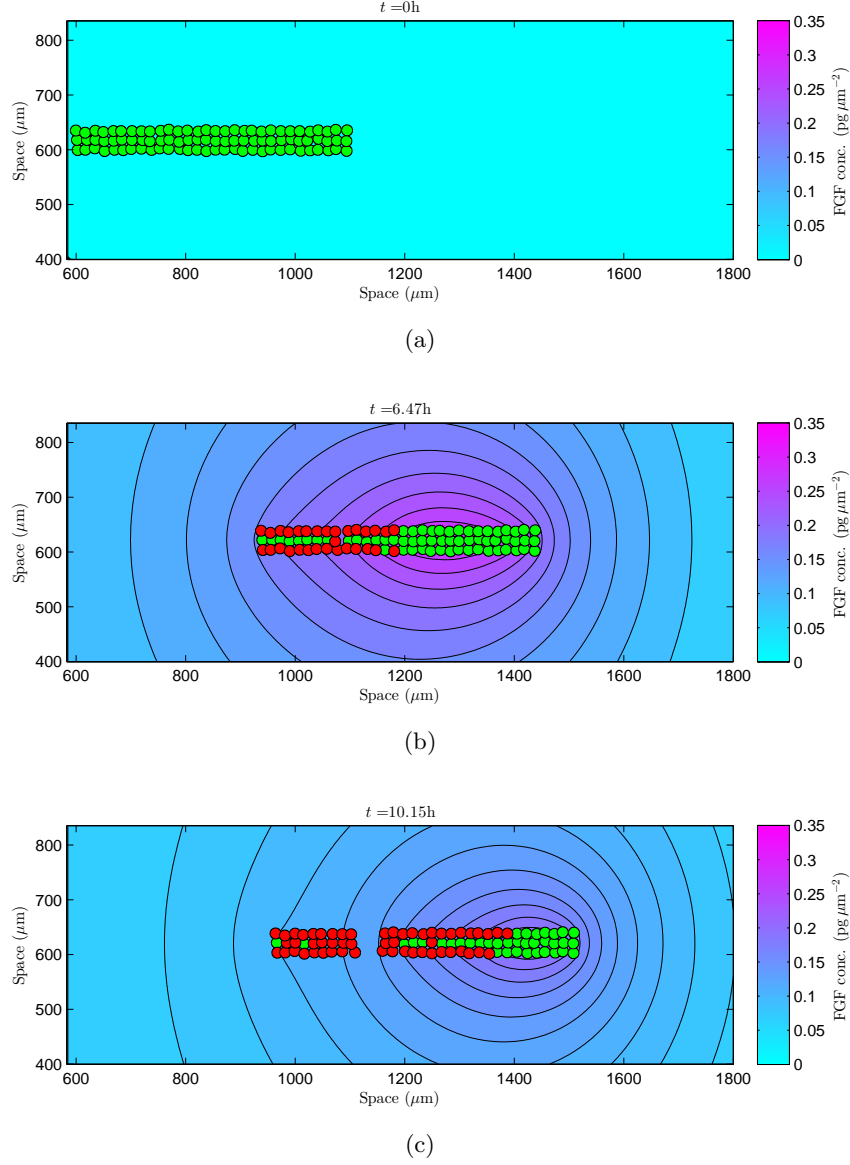 t =0h
800
700
600
500
400
600 800 1000 1200 1400 1600 1800
Space (μm)
Space (μm)
0.35
0.3
0.25
0.2
0.15
0.1
0.05
0
FGF conc. (pg μm⁻²)
(a)
t =6.47h
800
700
600
500
400
600 800 1000 1200 1400 1600 1800
Space (μm)
Space (μm)
0.35
0.3
0.25
0.2
0.15
0.1
0.05
0
FGF conc. (pg μm⁻²)
(b)
t =10.15h
800
700
600
500
400
600 800 1000 1200 1400 1600 1800
Space (μm)
Space (μm)
0.35
0.3
0.25
0.2
0.15
0.1
0.05
0
FGF conc. (pg μm⁻²)
(c)